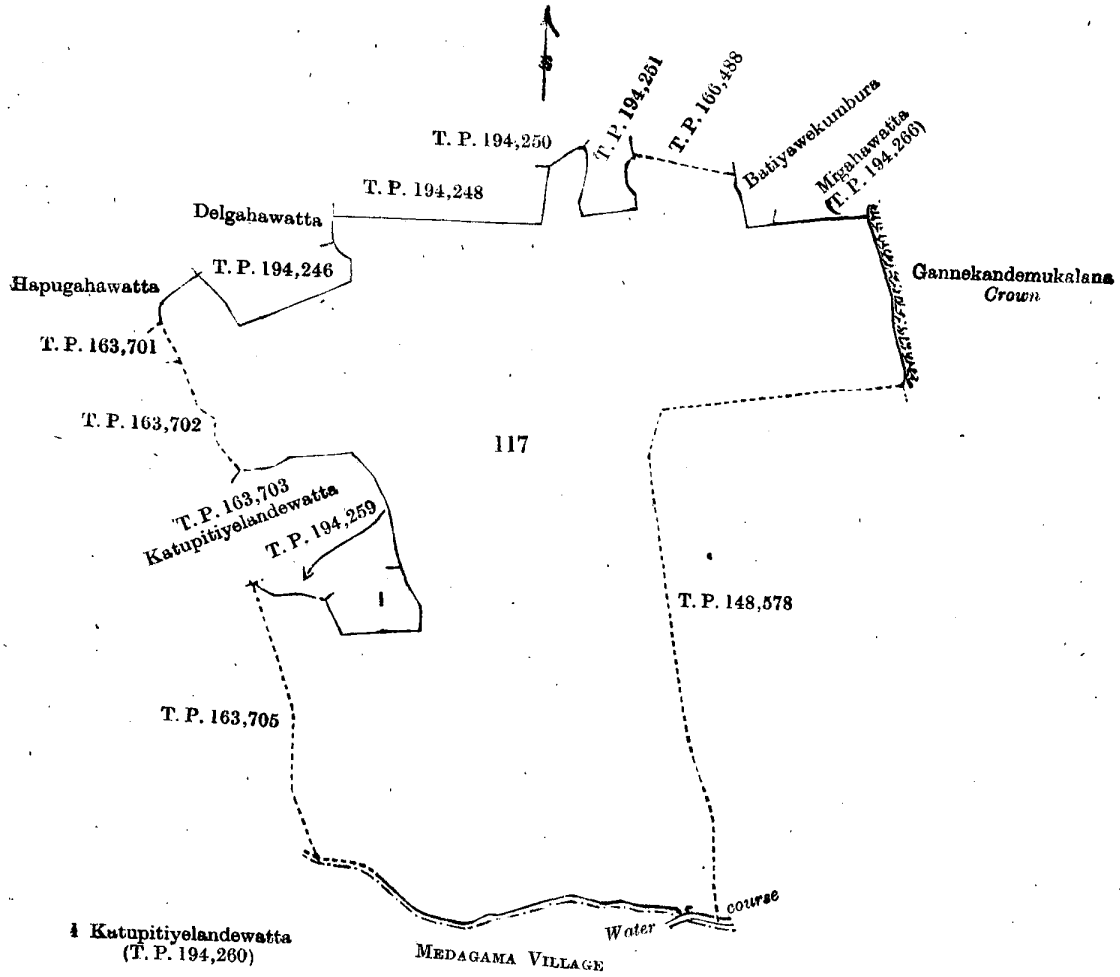 T. P. 194,250
T. P. 194,251
T. P. 166,488
Batiyawekumbura
Migahawatta
(T. P. 194,266)
T. P. 194,248
Delgahawatta
T. P. 194,246
Hapugahawatta
Gannekandemukalana
Crown
T. P. 163,701
T. P. 163,702
117
T. P. 163,703
Katupitiyelandewatta
T. P. 194,259
1
T. P. 148,578
T. P. 163,705
Water course
1 Katupitiyelandewatta
(T. P. 194,260)
MEDAGAMA VILLAGE